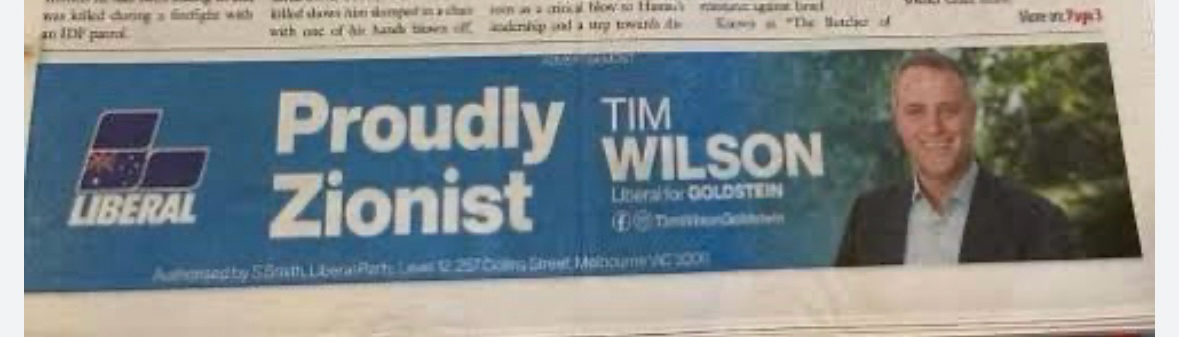 was killed during a firefight with
an IDF patrol.
killed shows him slumped in a chair
with one of his hands blown off,
seen as a critical blow to Hamas's
leadership and a step towards
resistance against Israel
Known as "The Butcher of
More on Page 3
ADVERTISEMENT
LIBERAL
Proudly
Zionist
TIM
WILSON
Liberal for GOLDSTEIN
TimWilsonGoldstein
Authorised by S Smith, Liberal Party, Level 12, 257 Collins Street, Melbourne VIC 3000